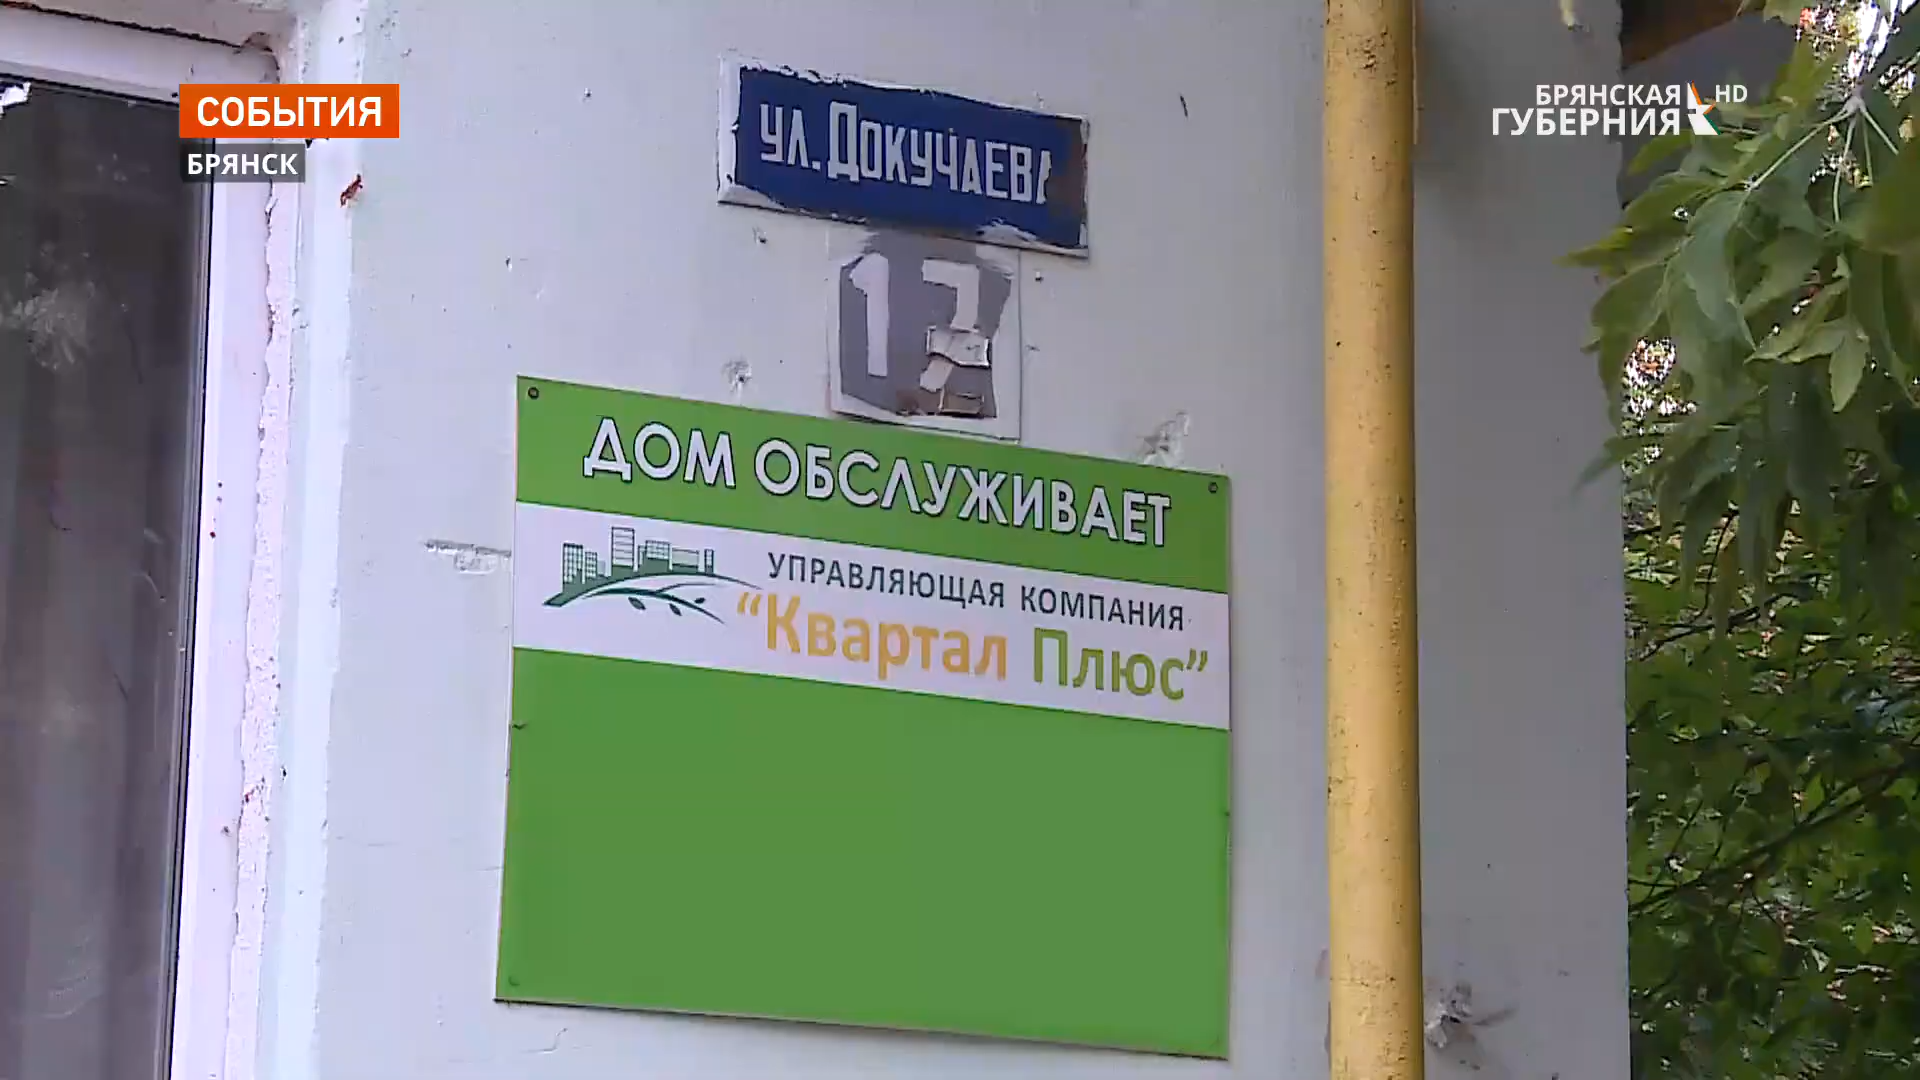 СОБЫТИЯ
БРЯНСК
БРЯНСКАЯ HD
ГУБЕРНИЯ
УЛ. ДОКУЧАЕВА
17
ДОМ ОБСЛУЖИВАЕТ
УПРАВЛЯЮЩАЯ КОМПАНИЯ
“Квартал Плюс”